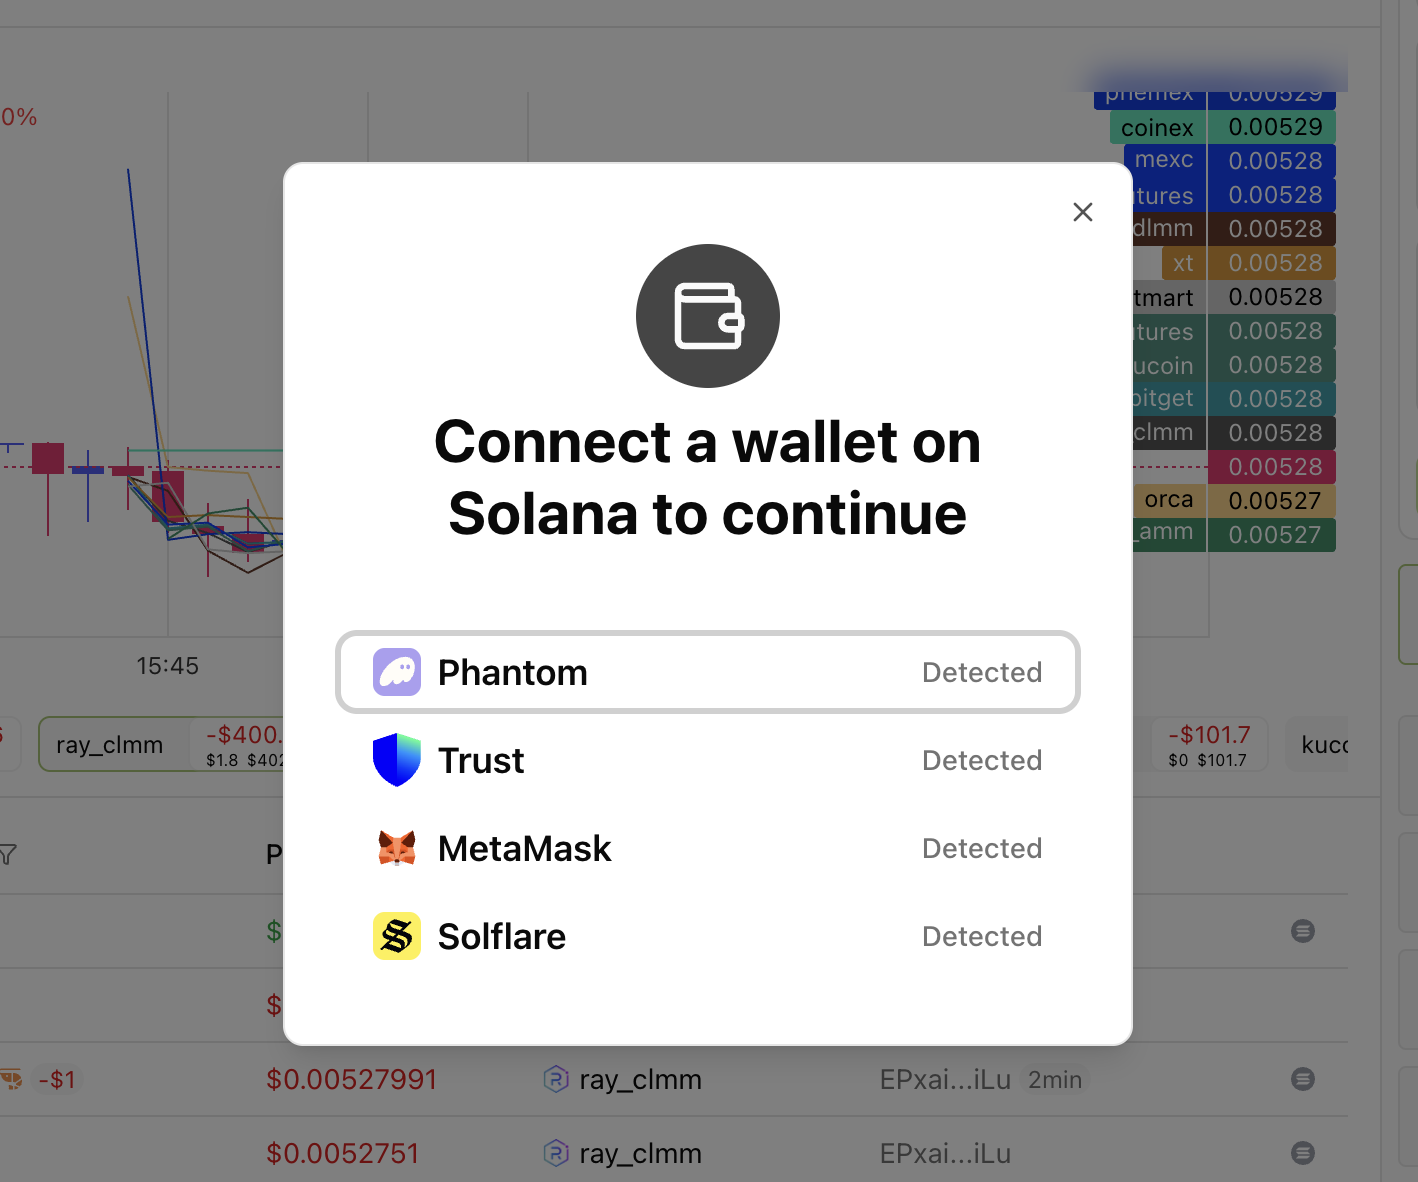 0%
phemex 0.00529
coinex 0.00529
mexc 0.00528
utures 0.00528
dlmm 0.00528
xt 0.00528
tmart 0.00528
utures 0.00528
ucoin 0.00528
bitget 0.00528
clmm 0.00528
0.00528
orca 0.00527
_amm 0.00527
15:45
Connect a wallet on
Solana to continue
Phantom Detected
Trust Detected
MetaMask Detected
Solflare Detected
ray_clmm -$400.
$1.8 $402
-$101.7
$0 $101.7
kucc
P
$
$
-$1 $0.00527991 ray_clmm EPxai...iLu 2min
$0.0052751 ray_clmm EPxai...iLu